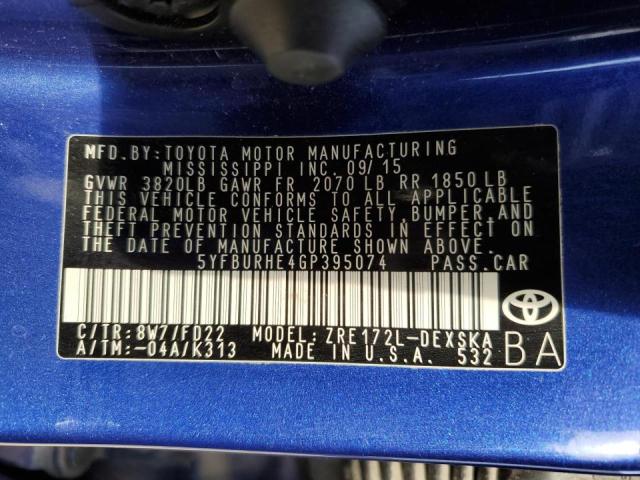 MFD.BY:TOYOTA MOTOR MANUFACTURING
MISSISSIPPI INC. 09/15
GVWR 3820LB GAWR FR 2070 LB RR 1850LB
THIS VEHICLE CONFORMS TO ALL APPLICABLE
FEDERAL MOTOR VEHICLE SAFETY, BUMPER, AND
THEFT PREVENTION STANDARDS IN EFFECT ON
THE DATE OF MANUFACTURE SHOWN ABOVE.
5YFBURHE4GP395074 PASS.CAR
C/TR: 8W7/FD22 MODEL: ZRE172L-DEXSKA
A/TM:-04A/K313 MADE IN U.S.A. 532
BA